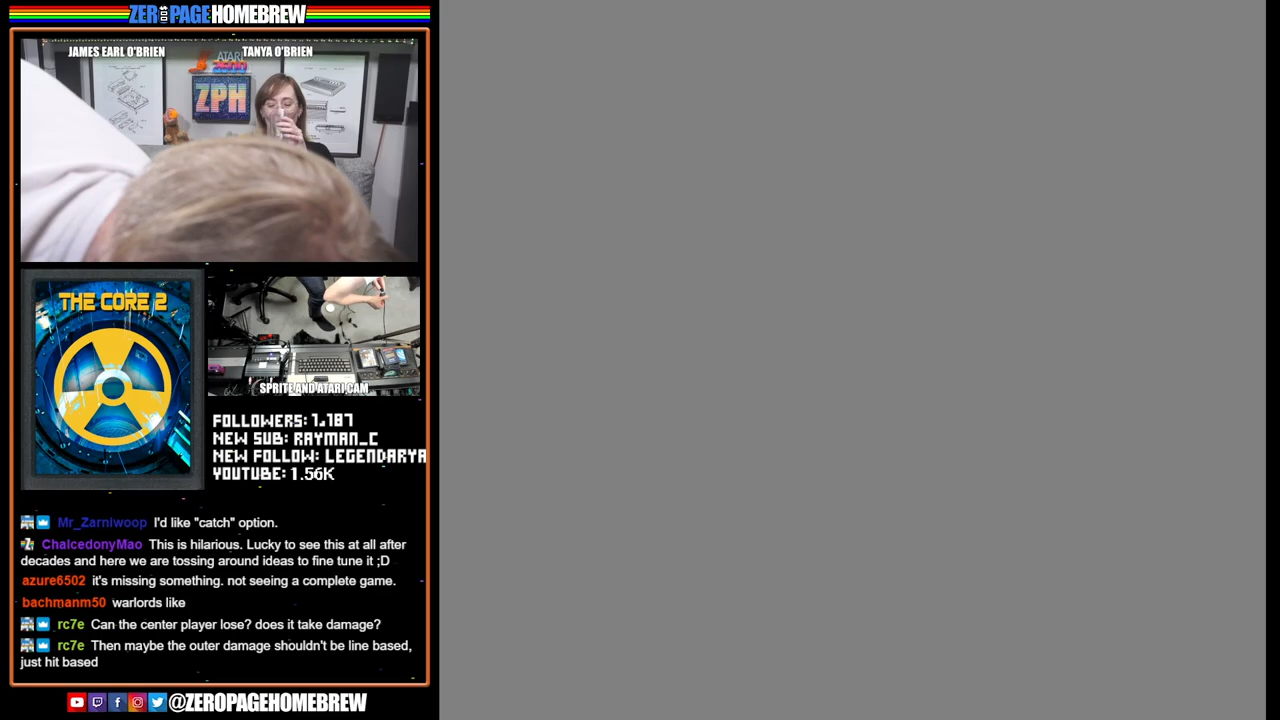 ZERO PAGE HOMEBREW
JAMES EARL O'BRIEN
TANYA O'BRIEN
ATARI
2600
ZPH
THE CORE 2
SPRITE AND ATARI CAM
FOLLOWERS: 1,187
NEW SUB: RAYMAN_C
NEW FOLLOW: LEGENDARYA
YOUTUBE: 1.56K
Mr_Zarniwoop I'd like "catch" option.
ChalcedonyMao This is hilarious. Lucky to see this at all after
decades and here we are tossing around ideas to fine tune it ;D
azure6502 it's missing something. not seeing a complete game.
bachmanm50 warlords like
rc7e Can the center player lose? does it take damage?
rc7e Then maybe the outer damage shouldn't be line based,
just hit based
@ZEROPAGEHOMEBREW